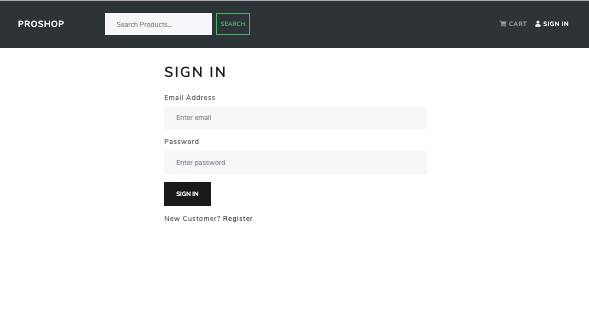 PROSHOP Search Products... SEARCH CART SIGN IN
SIGN IN
Email Address
Enter email
Password
Enter password
SIGN IN
New Customer? Register